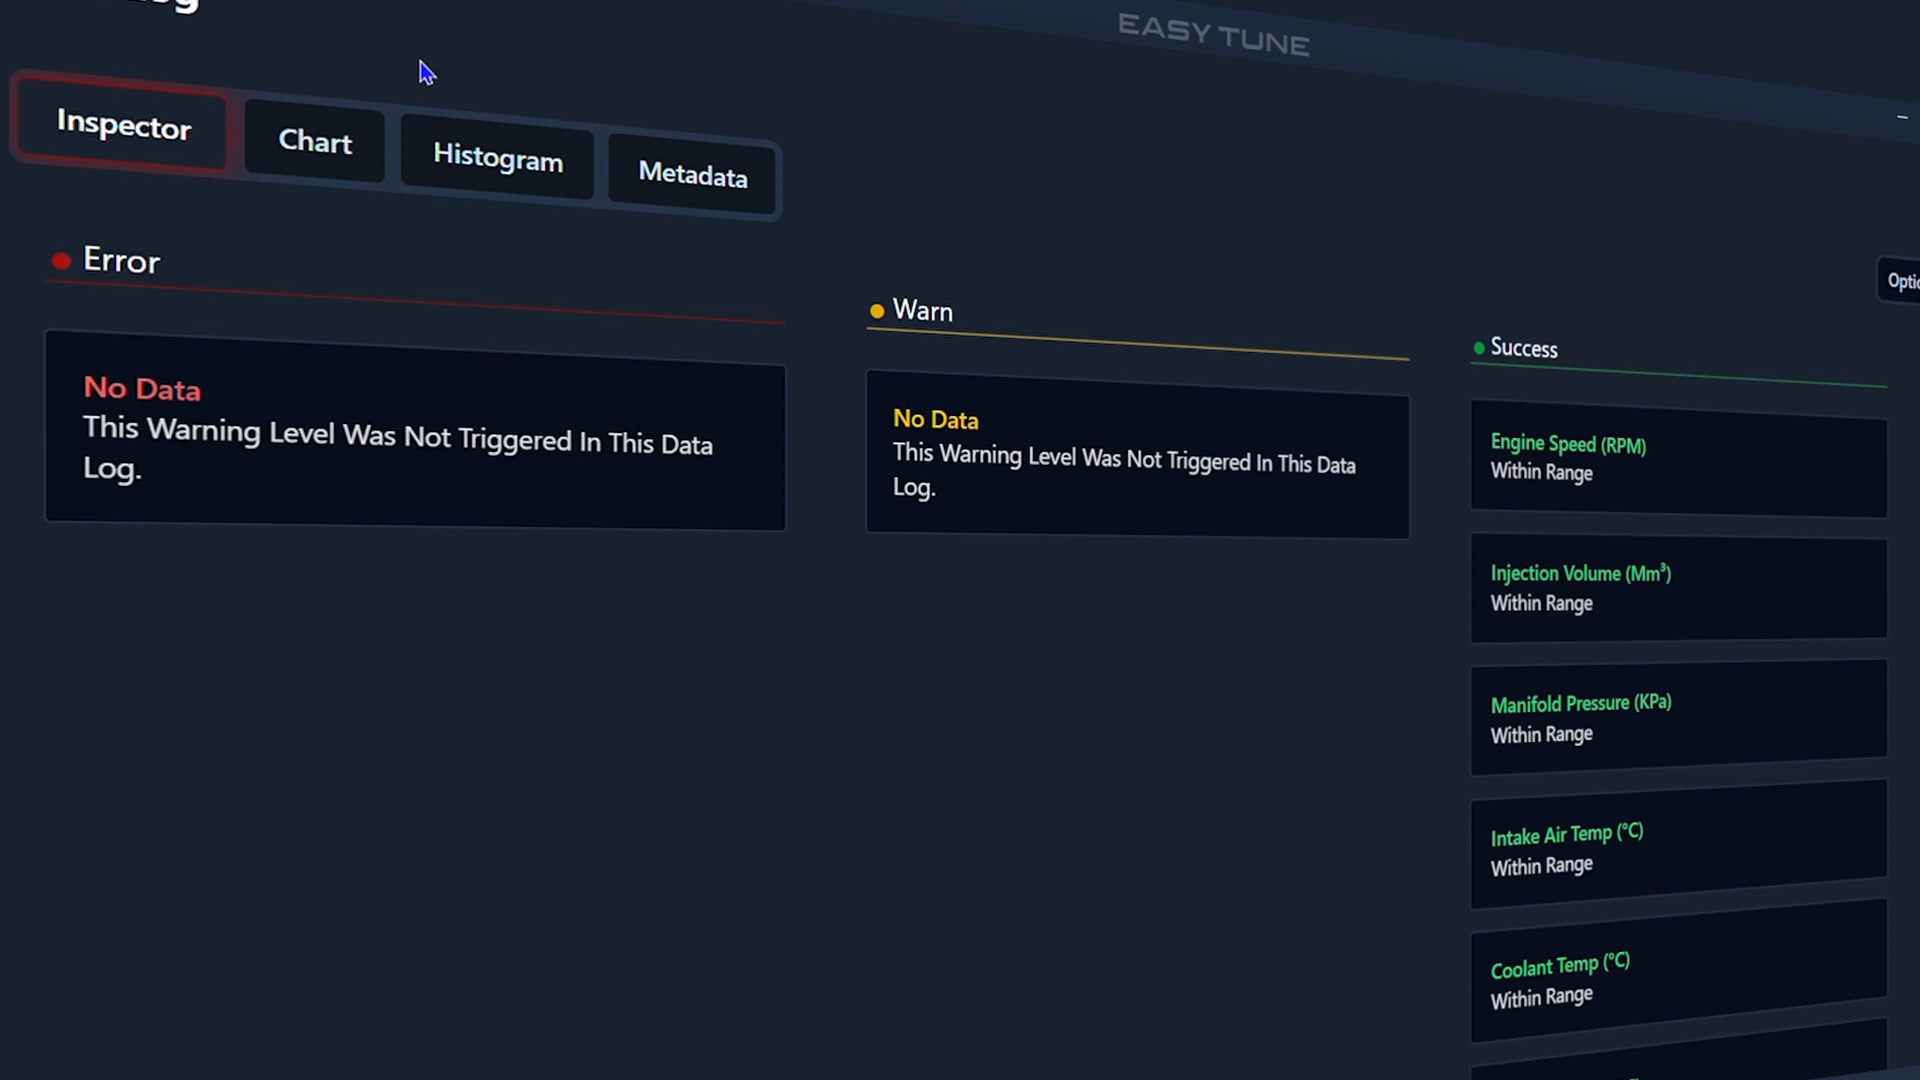 EASY TUNE
Inspector
Chart
Histogram
Metadata
Error
No Data
This Warning Level Was Not Triggered In This Data
Log.
Warn
No Data
This Warning Level Was Not Triggered In This Data
Log.
Success
Engine Speed (RPM)
Within Range
Injection Volume (Mm³)
Within Range
Manifold Pressure (KPa)
Within Range
Intake Air Temp (°C)
Within Range
Coolant Temp (°C)
Within Range